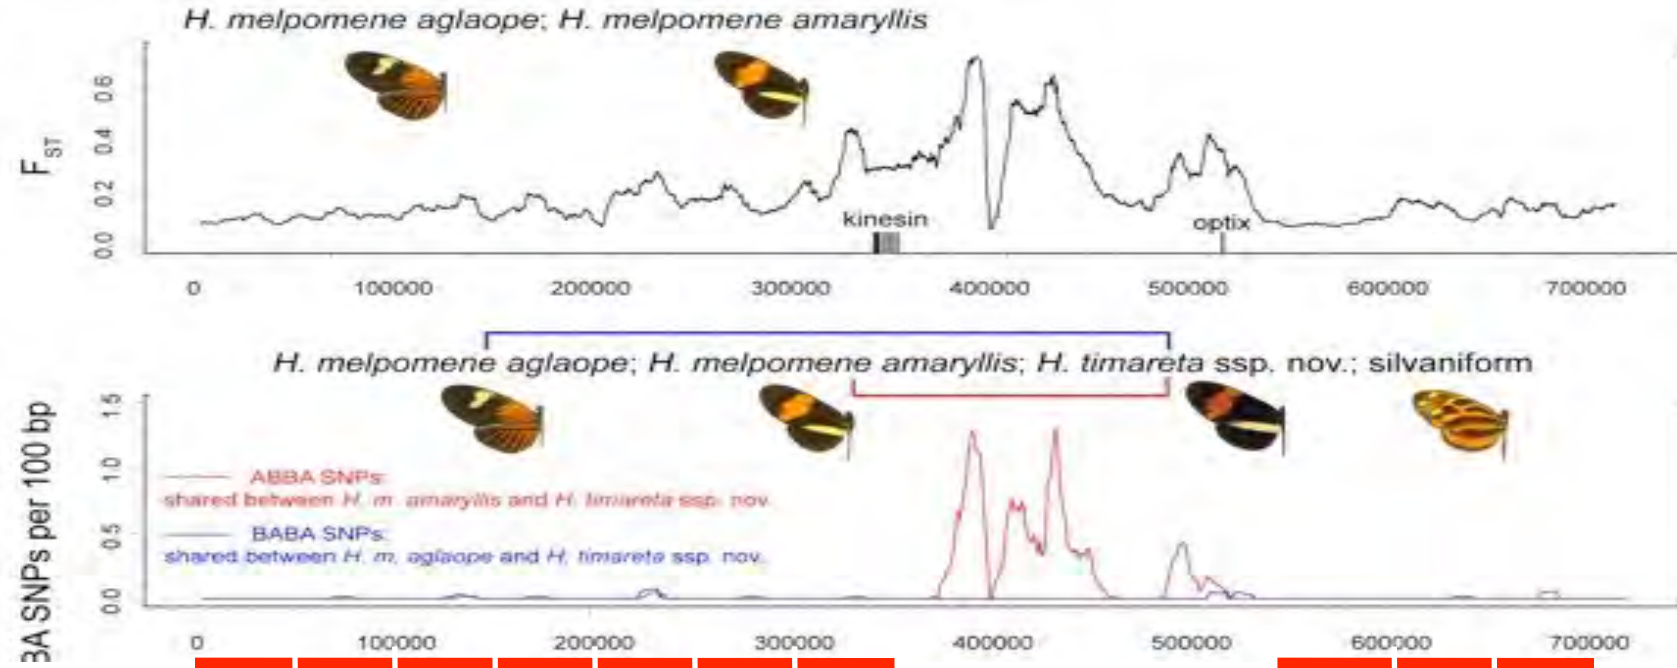 H. melpomene aglaope; H. melpomene amaryllis
F_ST
0.6
0.4
0.2
0.0
kinesin
optix
0 100000 200000 300000 400000 500000 600000 700000
H. melpomene aglaope; H. melpomene amaryllis; H. timareta ssp. nov.; silvaniform
BA SNPs per 100 bp
1.5
1.0
0.5
0.0
ABBA SNPs:
shared between H. m. amaryllis and H. timareta ssp. nov.
BABA SNPs:
shared between H. m. aglaope and H. timareta ssp. nov.
0 100000 200000 300000 400000 500000 600000 700000